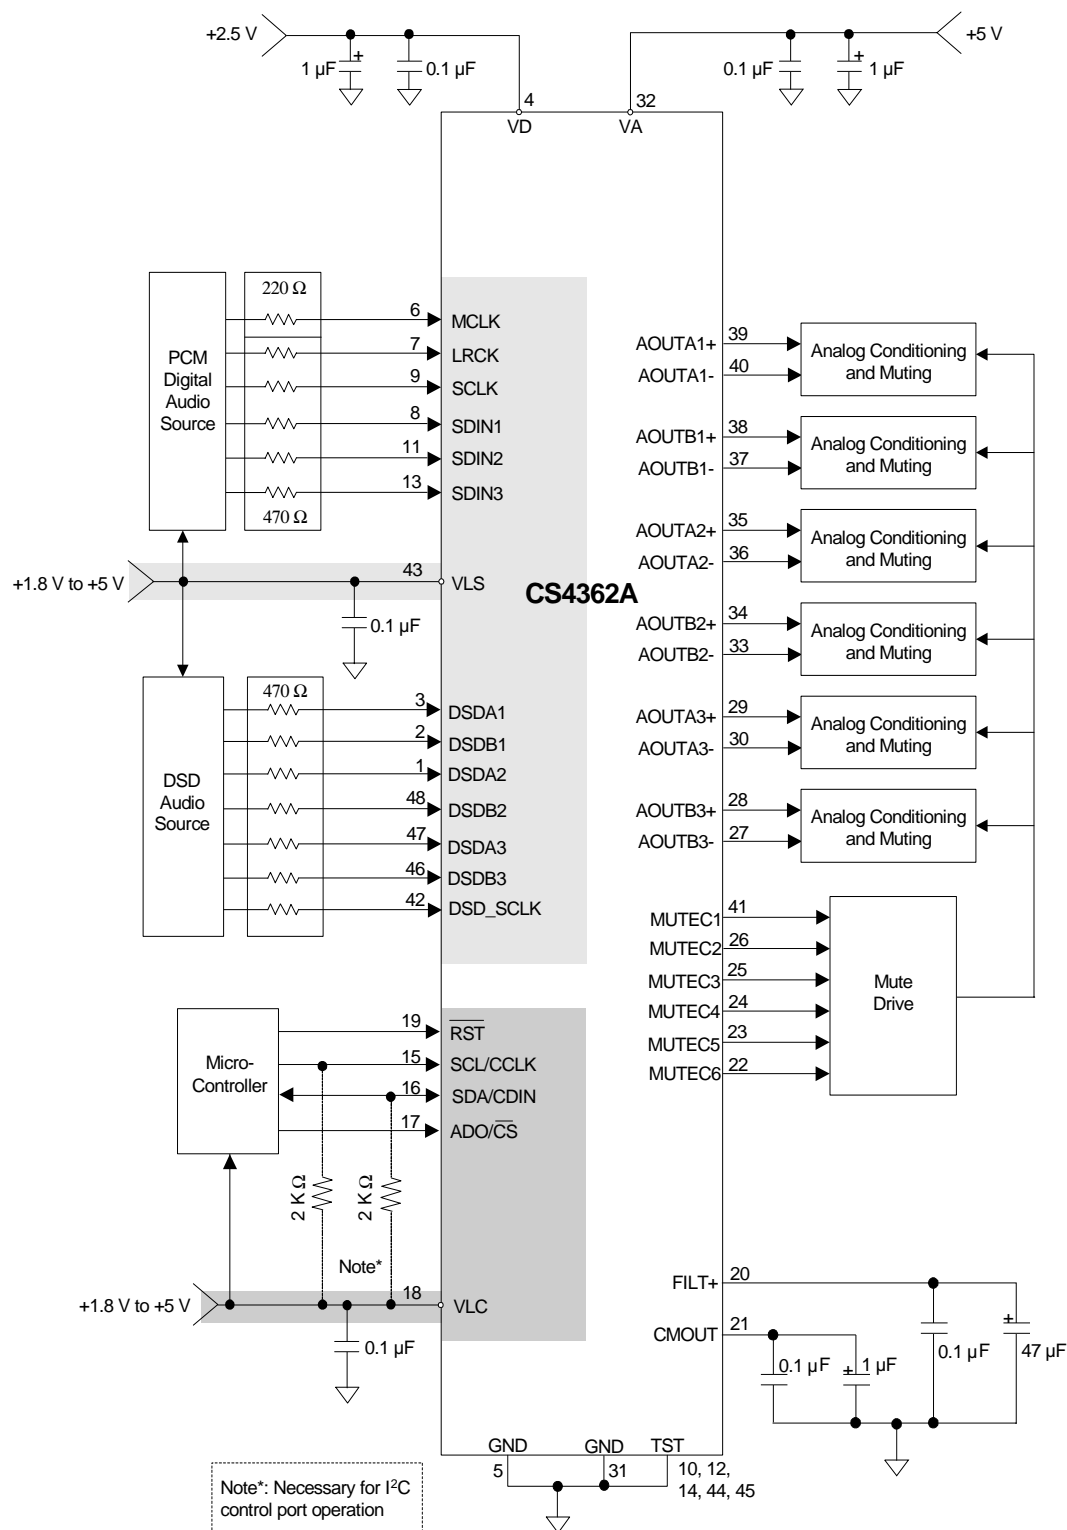 +2.5 V
+5 V
1 µF
+
0.1 µF
0.1 µF
+
1 µF
4
32
VD
VA
220 Ω
PCM
Digital
Audio
Source
6
MCLK
7
LRCK
9
SCLK
8
SDIN1
11
SDIN2
13
SDIN3
470 Ω
+1.8 V to +5 V
43
VLS
0.1 µF
CS4362A
470 Ω
DSD
Audio
Source
3
DSDA1
2
DSDB1
1
DSDA2
48
DSDB2
47
DSDA3
46
DSDB3
42
DSD_SCLK
Micro-
Controller
19
RST
15
SCL/CCLK
16
SDA/CDIN
17
ADO/CS
2 K Ω
2 K Ω
Note*
+1.8 V to +5 V
18
VLC
0.1 µF
AOUTA1+
39
AOUTA1-
40
Analog Conditioning
and Muting
AOUTB1+
38
AOUTB1-
37
Analog Conditioning
and Muting
AOUTA2+
35
AOUTA2-
36
Analog Conditioning
and Muting
AOUTB2+
34
AOUTB2-
33
Analog Conditioning
and Muting
AOUTA3+
29
AOUTA3-
30
Analog Conditioning
and Muting
AOUTB3+
28
AOUTB3-
27
Analog Conditioning
and Muting
MUTEC1
41
MUTEC2
26
MUTEC3
25
MUTEC4
24
MUTEC5
23
MUTEC6
22
Mute
Drive
FILT+
20
CMOUT
21
0.1 µF
+
1 µF
0.1 µF
+
47 µF
GND
GND
TST
5
31
10, 12,
14, 44, 45
Note*: Necessary for I²C
control port operation